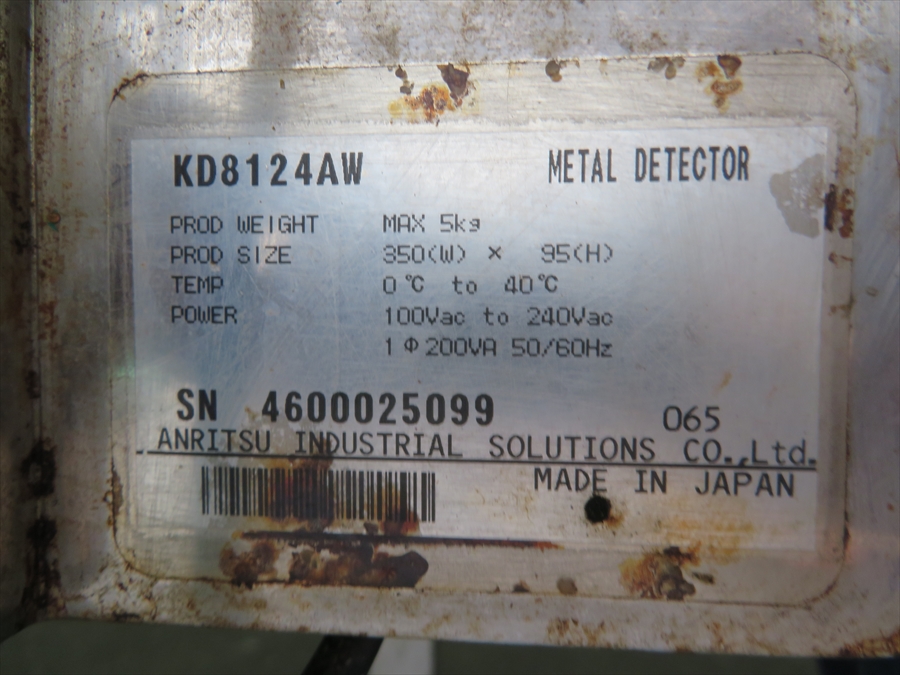 KD8124AW METAL DETECTOR
PROD WEIGHT MAX 5kg
PROD SIZE 350(W) × 95(H)
TEMP 0℃ to 40℃
POWER 100Vac to 240Vac
1Φ200VA 50/60Hz
SN 4600025099 065
ANRITSU INDUSTRIAL SOLUTIONS CO.,Ltd.
MADE IN JAPAN